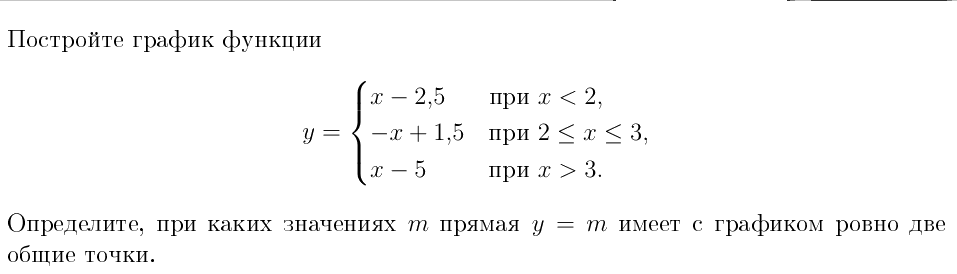 Постройте график функции
y = { x − 2,5 при x < 2,
−x + 1,5 при 2 ≤ x ≤ 3,
x − 5 при x > 3.
Определите, при каких значениях m прямая y = m имеет с графиком ровно две
общие точки.